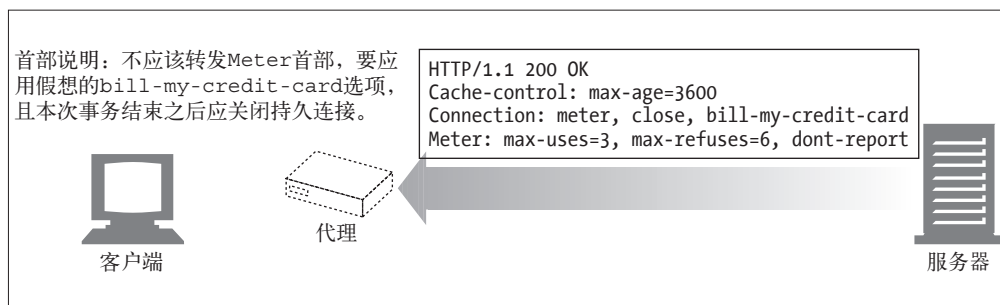 首部说明：不应该转发Meter首部，要应
用假想的bill-my-credit-card选项，
且本次事务结束之后应关闭持久连接。
HTTP/1.1 200 OK
Cache-control: max-age=3600
Connection: meter, close, bill-my-credit-card
Meter: max-uses=3, max-refuses=6, dont-report
客户端
代理
服务器